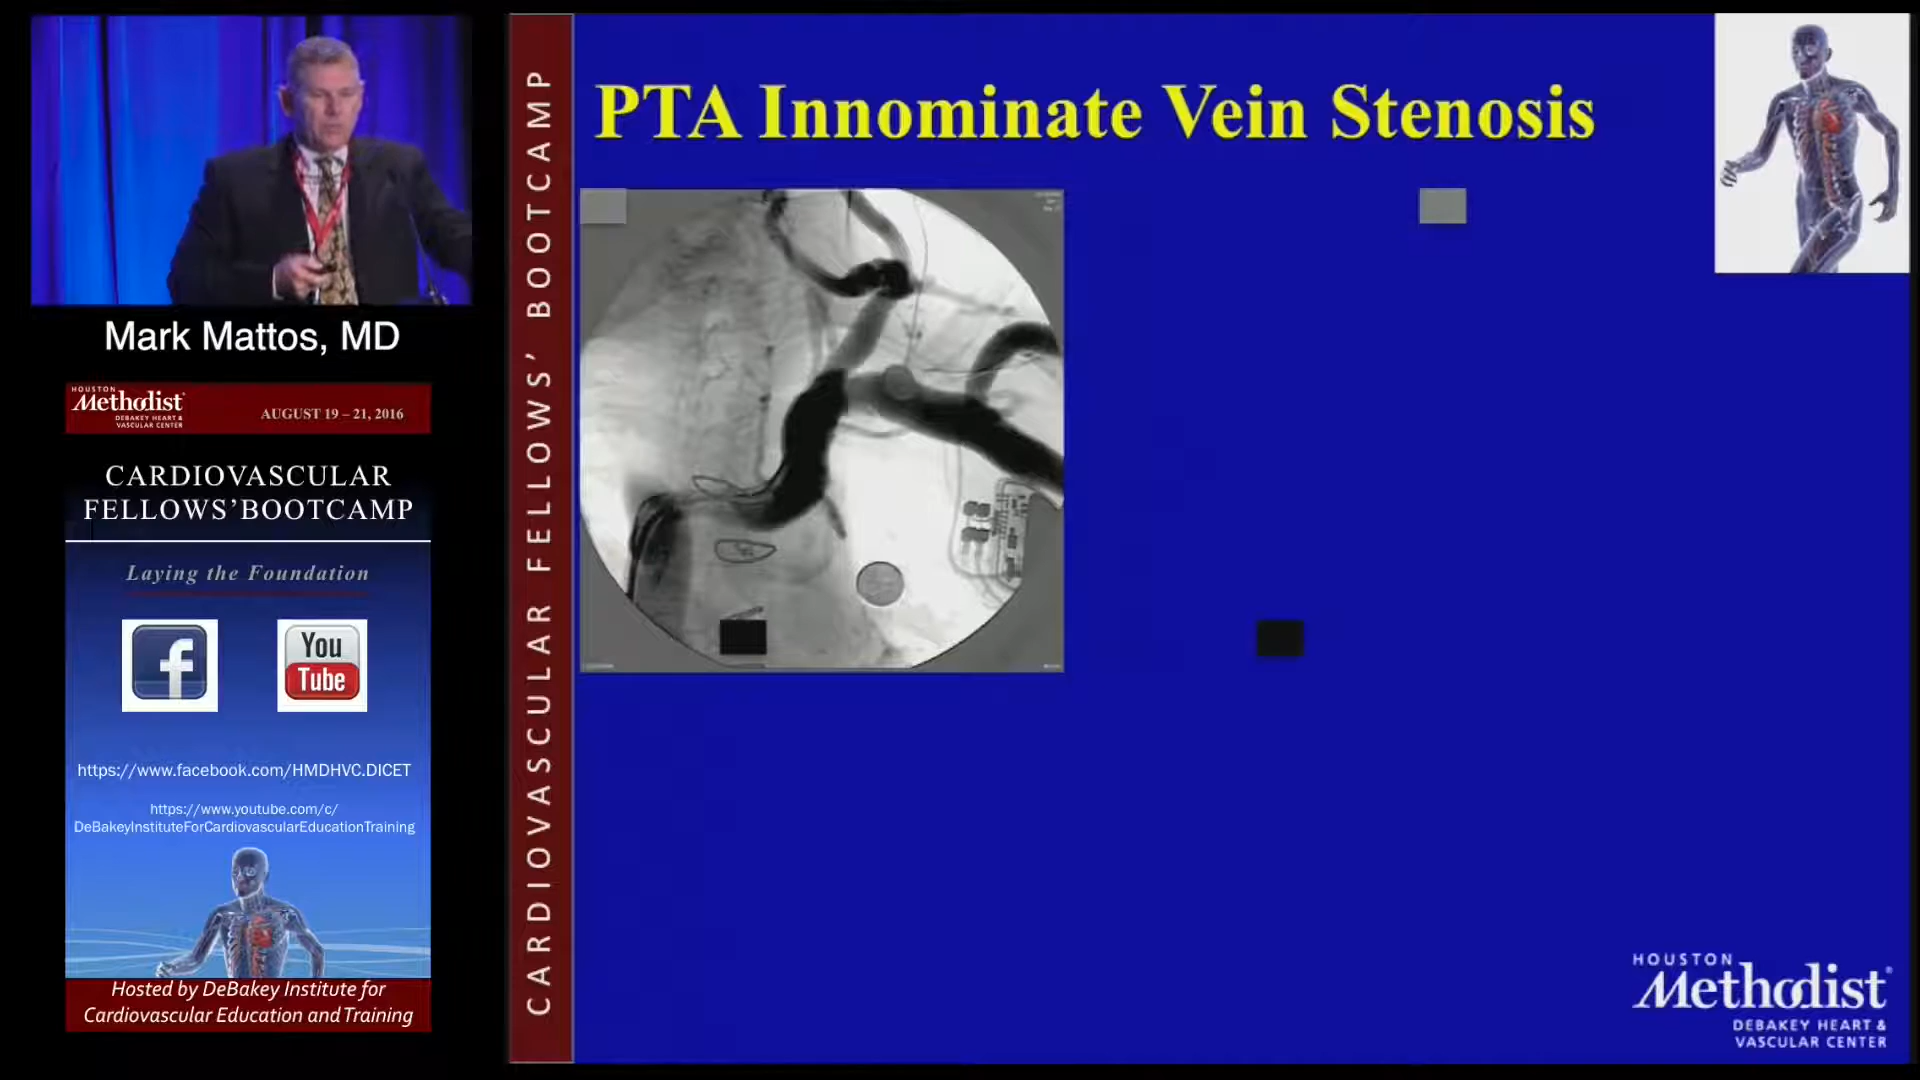 Mark Mattos, MD
HOUSTON
Methodist
DEBAKEY HEART &
VASCULAR CENTER
AUGUST 19 – 21, 2016
CARDIOVASCULAR
FELLOWS’BOOTCAMP
Laying the Foundation
f
You
Tube
https://www.facebook.com/HMDHVC.DICET
https://www.youtube.com/c/
DeBakeyInstituteForCardiovascularEducationTraining
Hosted by DeBakey Institute for
Cardiovascular Education and Training
CARDIOVASCULAR FELLOWS’ BOOTCAMP
PTA Innominate Vein Stenosis
HOUSTON
Methodist
DEBAKEY HEART &
VASCULAR CENTER